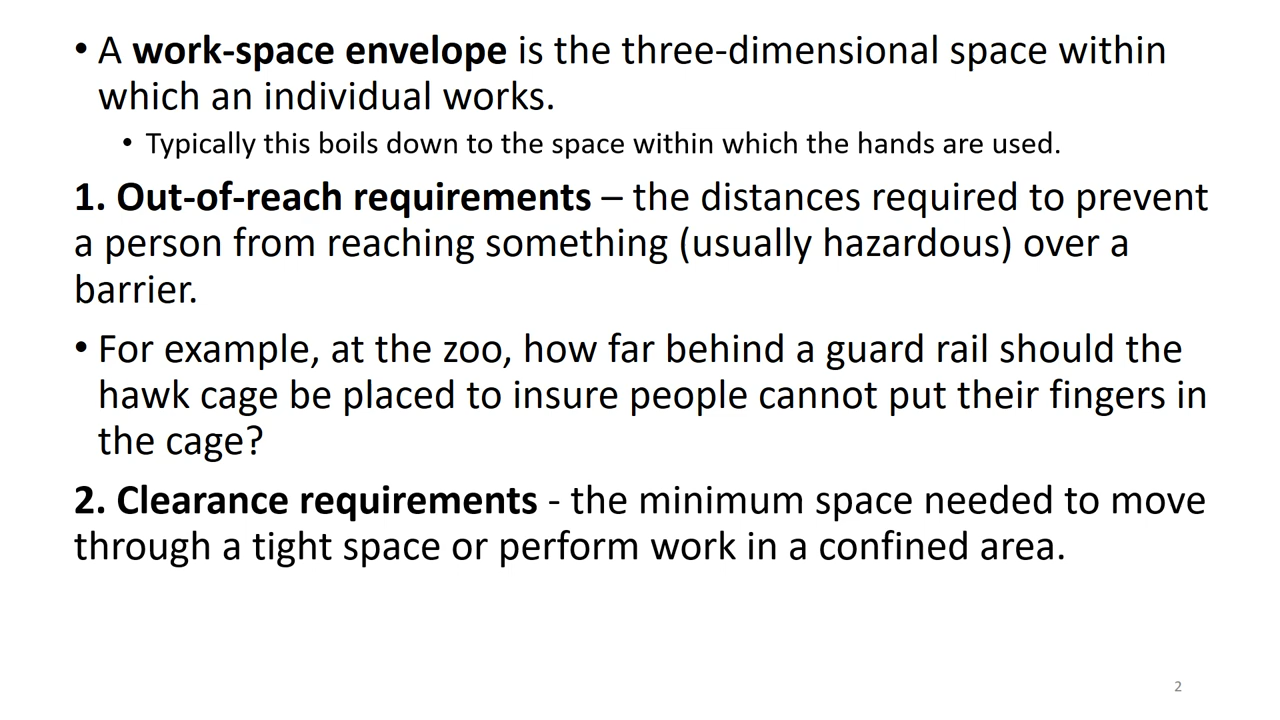 • A work-space envelope is the three-dimensional space within
which an individual works.
• Typically this boils down to the space within which the hands are used.
1. Out-of-reach requirements – the distances required to prevent
a person from reaching something (usually hazardous) over a
barrier.
• For example, at the zoo, how far behind a guard rail should the
hawk cage be placed to insure people cannot put their fingers in
the cage?
2. Clearance requirements - the minimum space needed to move
through a tight space or perform work in a confined area.
2